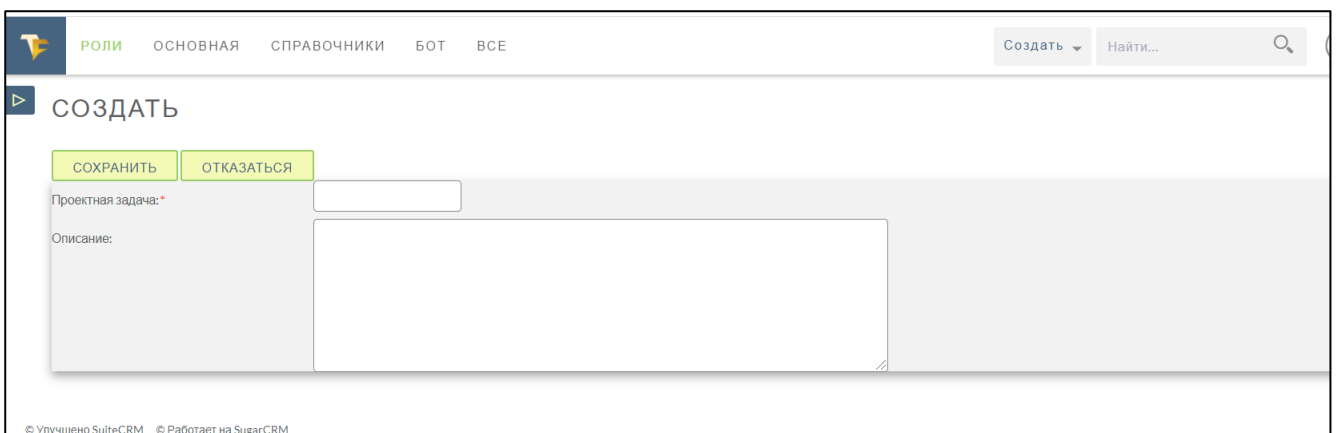 РОЛИ ОСНОВНАЯ СПРАВОЧНИКИ БОТ ВСЕ Создать Найти...
СОЗДАТЬ
СОХРАНИТЬ ОТКАЗАТЬСЯ
Проектная задача:*
Описание:
© Улучшено SuiteCRM © Работает на SugarCRM